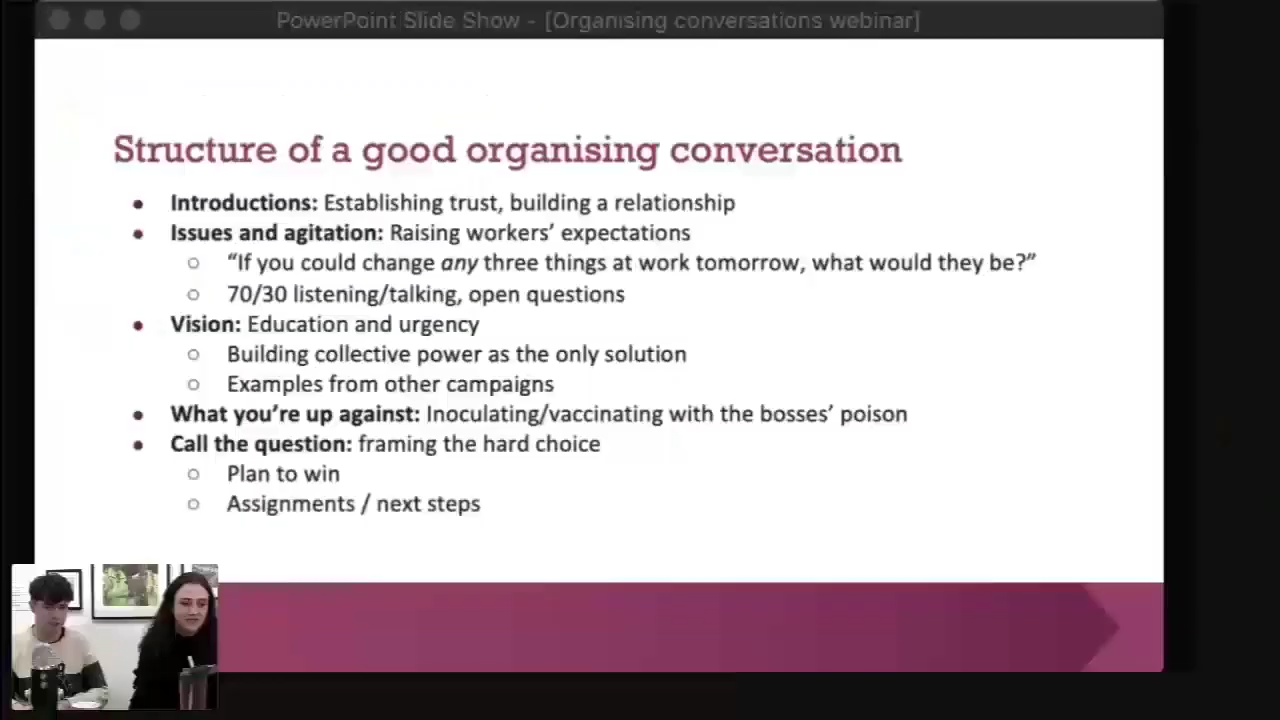 PowerPoint Slide Show - [Organising conversations webinar]
Structure of a good organising conversation
• Introductions: Establishing trust, building a relationship
• Issues and agitation: Raising workers’ expectations
○ “If you could change any three things at work tomorrow, what would they be?”
○ 70/30 listening/talking, open questions
• Vision: Education and urgency
○ Building collective power as the only solution
○ Examples from other campaigns
• What you’re up against: Inoculating/vaccinating with the bosses’ poison
• Call the question: framing the hard choice
○ Plan to win
○ Assignments / next steps